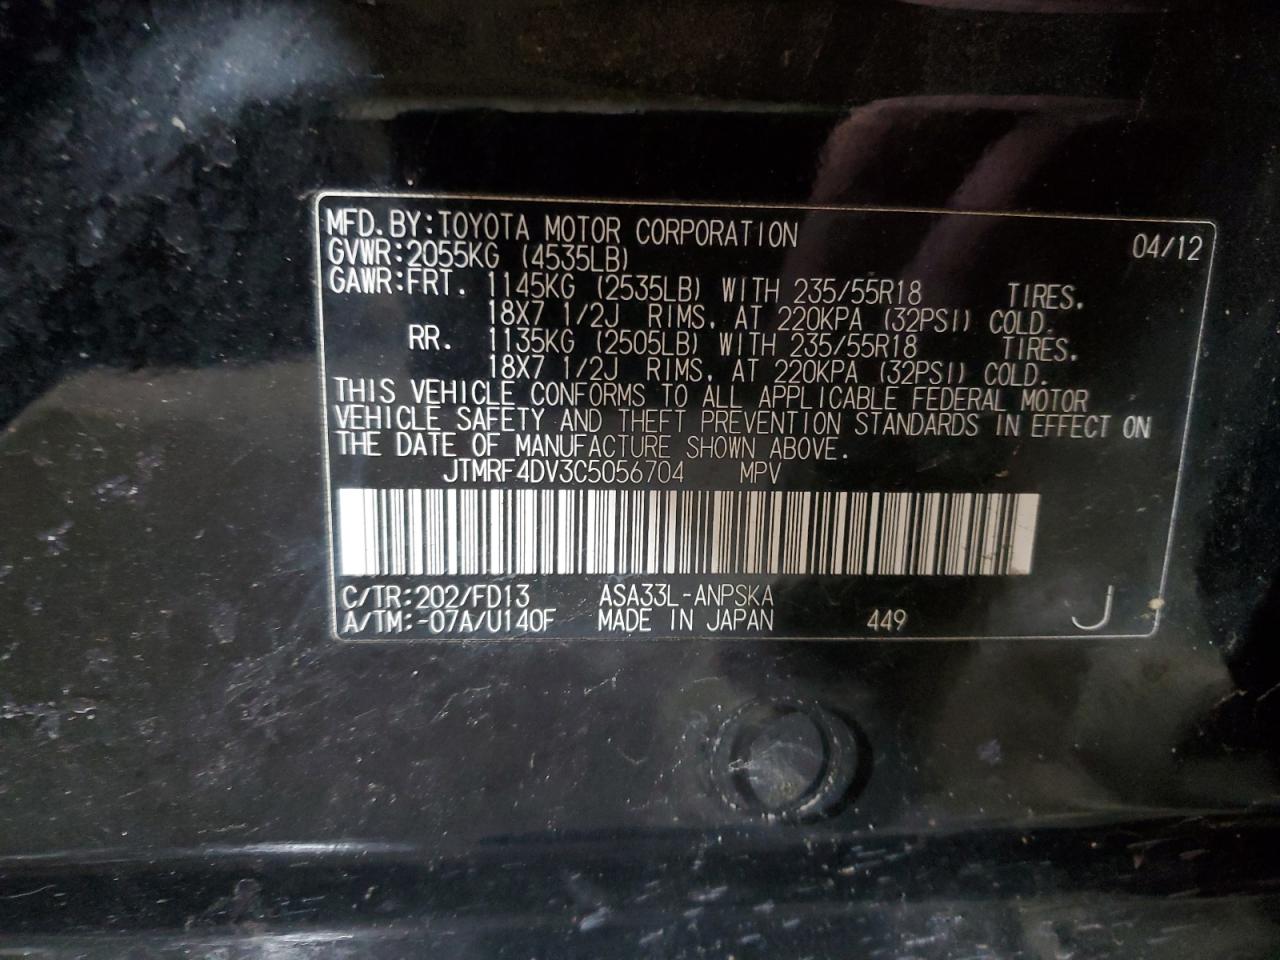 MFD. BY: TOYOTA MOTOR CORPORATION 04/12
GVWR: 2055KG (4535LB)
GAWR: FRT. 1145KG (2535LB) WITH 235/55R18 TIRES,
18X7 1/2J RIMS, AT 220KPA (32PSI) COLD.
RR. 1135KG (2505LB) WITH 235/55R18 TIRES,
18X7 1/2J RIMS, AT 220KPA (32PSI) COLD.
THIS VEHICLE CONFORMS TO ALL APPLICABLE FEDERAL MOTOR
VEHICLE SAFETY AND THEFT PREVENTION STANDARDS IN EFFECT ON
THE DATE OF MANUFACTURE SHOWN ABOVE.
JTMRF4DV3C5056704 MPV
C/TR: 202/FD13 ASA33L-ANPSKA
A/TM: -07A/U140F MADE IN JAPAN 449 J